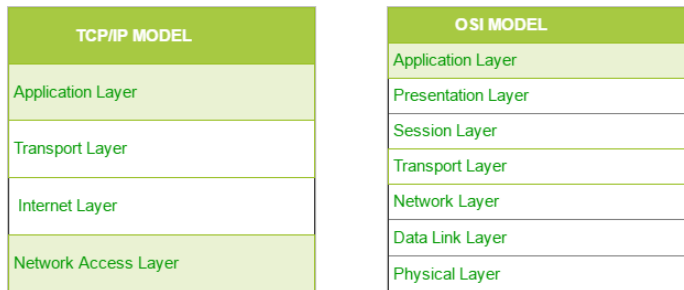 TCP/IP MODEL
Application Layer
Transport Layer
Internet Layer
Network Access Layer
OSI MODEL
Application Layer
Presentation Layer
Session Layer
Transport Layer
Network Layer
Data Link Layer
Physical Layer